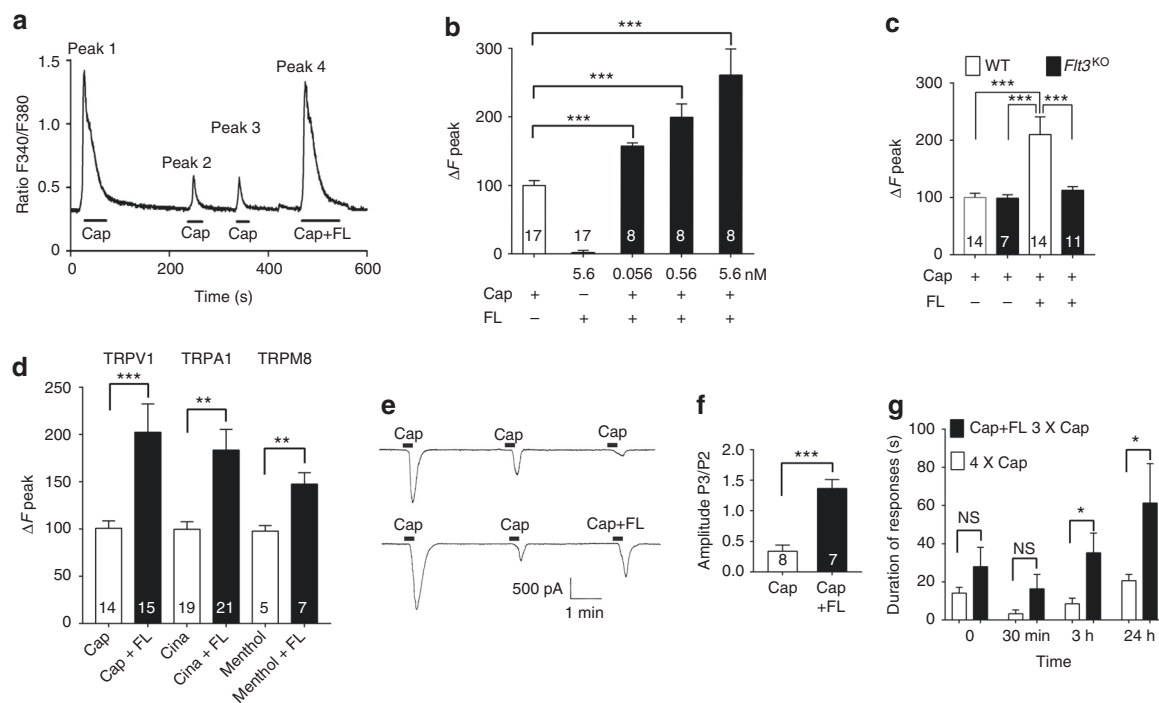 a
Peak 1
Peak 2
Peak 3
Peak 4
1.5
1.0
0.5
0
Ratio F340/F380
Cap
Cap
Cap
Cap+FL
0 200 400 600
Time (s)
b
***
***
***
300
200
100
0
ΔF peak
17 17 8 8 8
5.6 0.056 0.56 5.6 nM
Cap + – + + +
FL – + + + +
c
WT Flt3KO
***
*** ***
300
200
100
0
ΔF peak
14 7 14 11
Cap + + + +
FL – – + +
d
TRPV1 TRPA1 TRPM8
*** ** **
250
200
150
100
50
0
ΔF peak
14 15 19 21 5 7
Cap
Cap + FL
Cina
Cina + FL
Menthol
Menthol + FL
e
Cap Cap Cap
Cap Cap Cap+FL
500 pA
1 min
f
***
2.0
1.5
1.0
0.5
0.0
Amplitude P3/P2
8 7
Cap Cap
+FL
g
Cap+FL 3 X Cap
4 X Cap
100
80
60
40
20
0
Duration of responses (s)
NS NS * *
0 30 min 3 h 24 h
Time